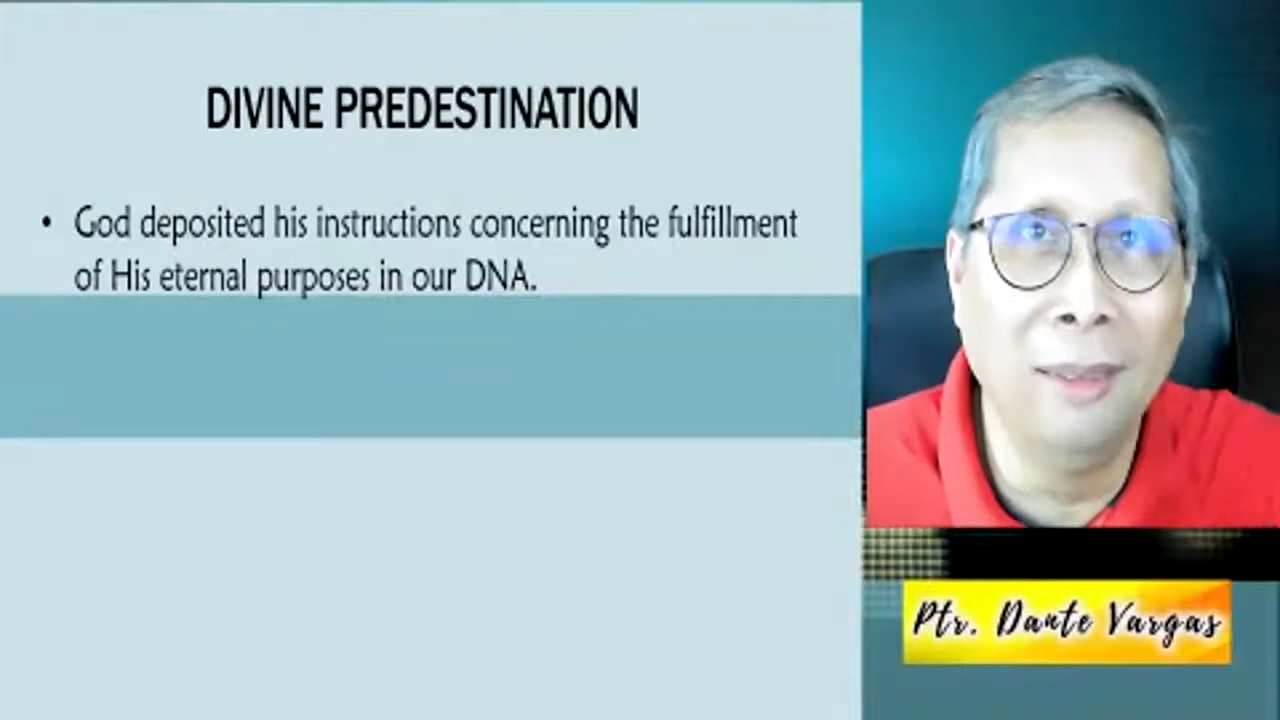 DIVINE PREDESTINATION
• God deposited his instructions concerning the fulfillment
of His eternal purposes in our DNA.
Ptr. Dante Vargas